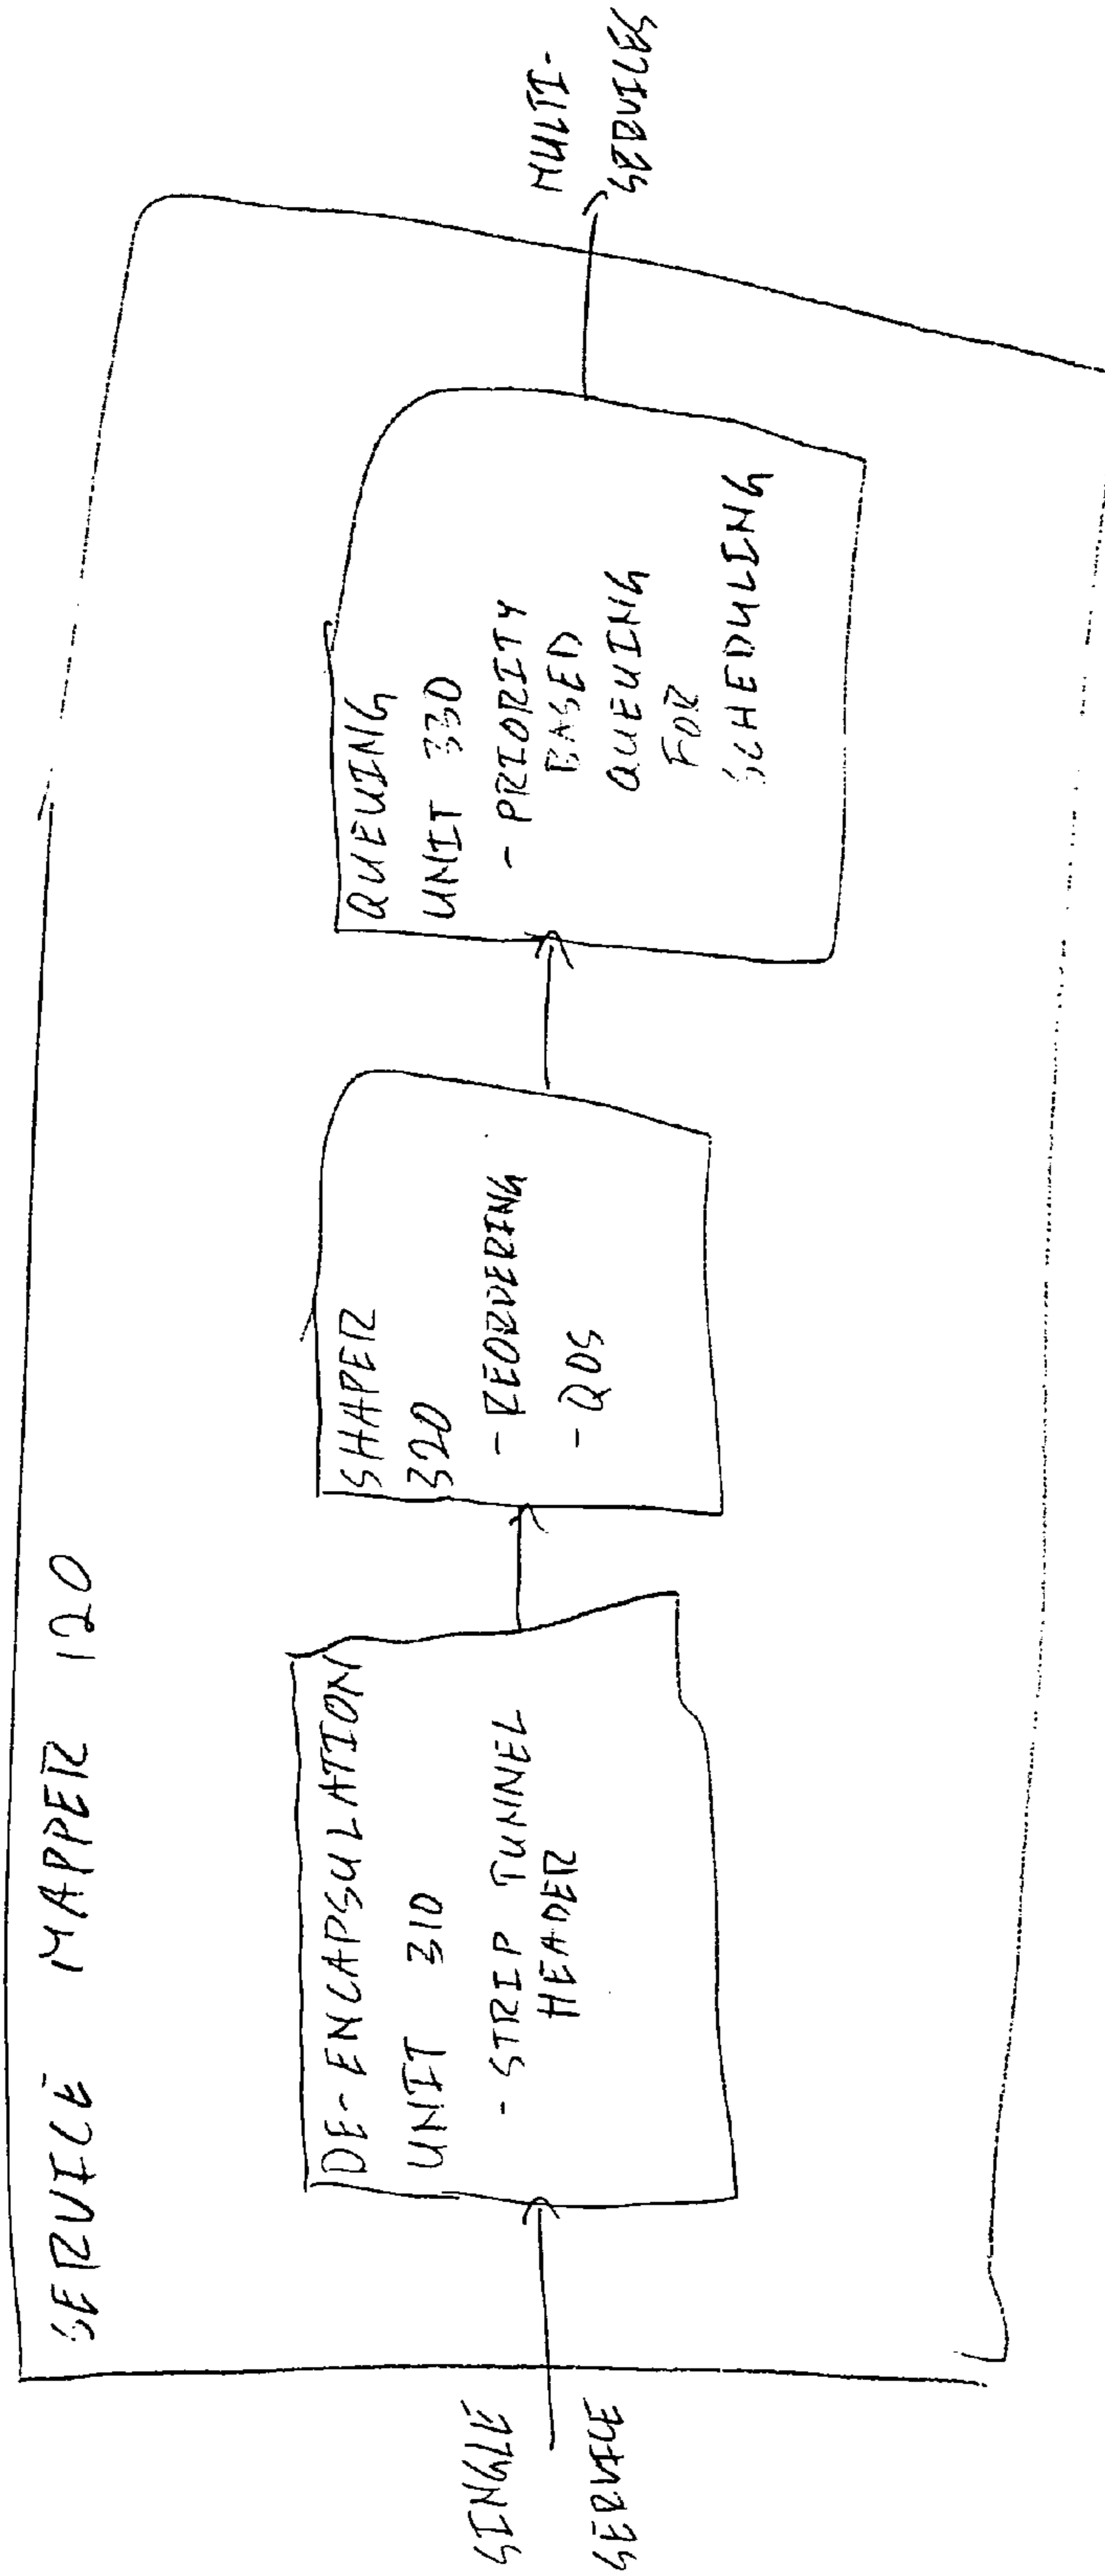 SERVICE MAPPER 120
SINGLE
SERVICE
DE-ENCAPSULATION
UNIT 310
- STRIP TUNNEL
HEADER
SHAPER
320
- REORDERING
- QOS
QUEUING
UNIT 330
- PRIORITY
BASED
QUEUING
FOR
SCHEDULING
MULTI-
SERVICES